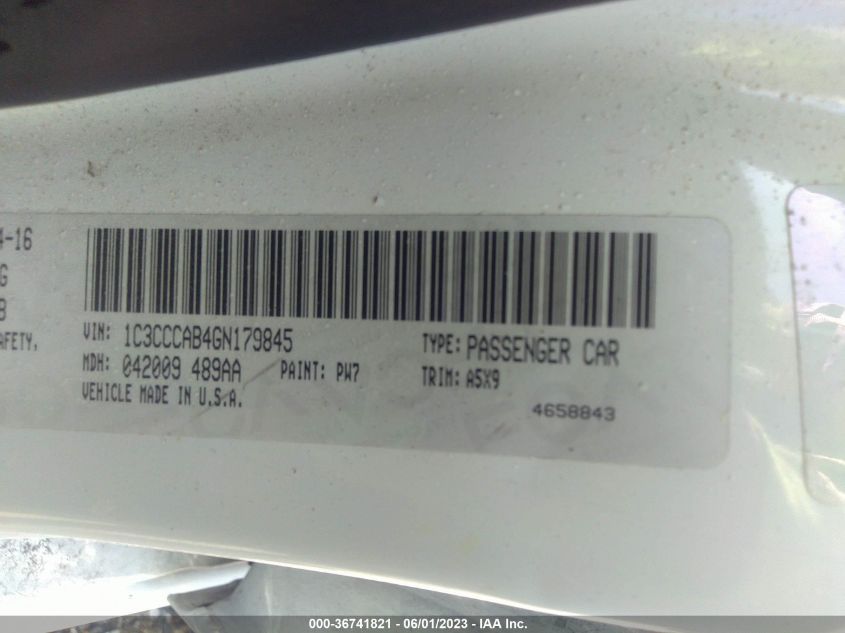 4-16
G
B
AFETY,
VIN: 1C3CCCAB4GN179845
TYPE: PASSENGER CAR
MDH: 042009 489AA
PAINT: PW7
TRIM: A5X9
VEHICLE MADE IN U.S.A.
4658843
000-36741821 - 06/01/2023 - IAA Inc.